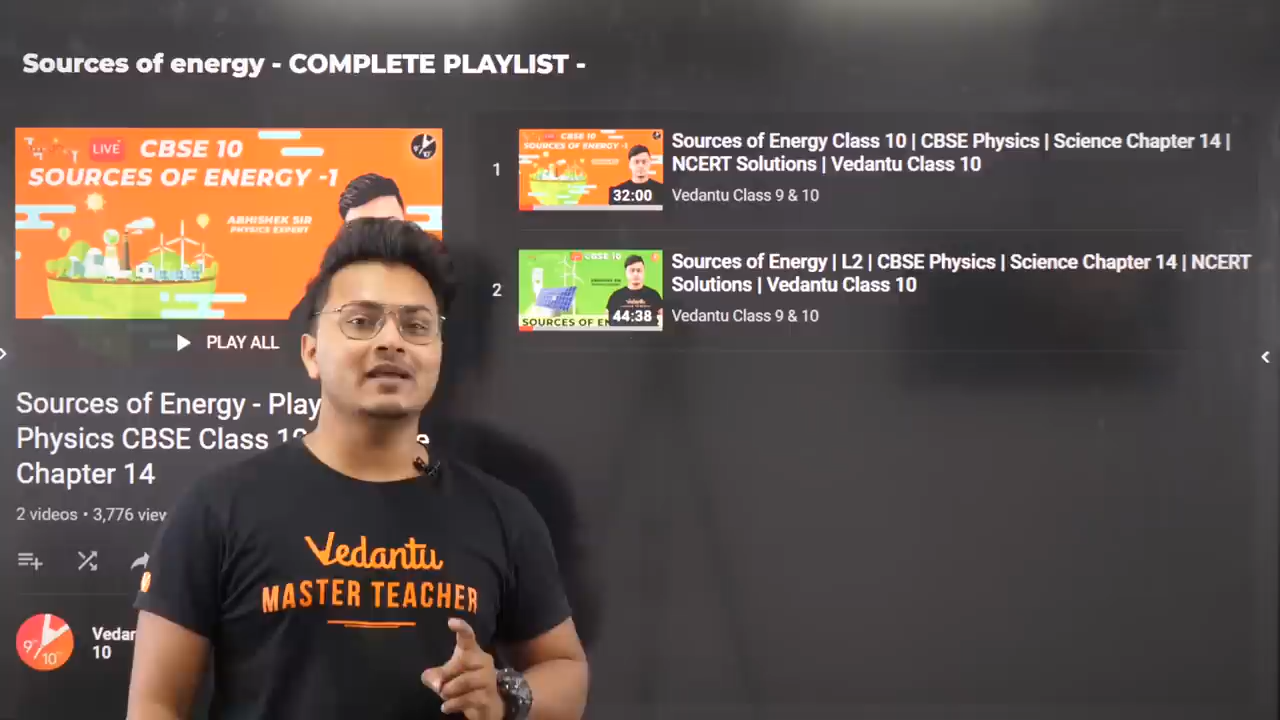 Sources of energy - COMPLETE PLAYLIST -
LIVE
CBSE 10
SOURCES OF ENERGY -1
ABHISHEK SIR
PHYSICS EXPERT
PLAY ALL
Sources of Energy - Play
Physics CBSE Class 10
Chapter 14
2 videos • 3,776 view
Vedan
10
9
10
1
CBSE 10
SOURCES OF ENERGY -1
32:00
Sources of Energy Class 10 | CBSE Physics | Science Chapter 14 |
NCERT Solutions | Vedantu Class 10
Vedantu Class 9 & 10
2
CBSE 10
SOURCES OF EN
44:38
Sources of Energy | L2 | CBSE Physics | Science Chapter 14 | NCERT
Solutions | Vedantu Class 10
Vedantu Class 9 & 10
Vedantu
MASTER TEACHER